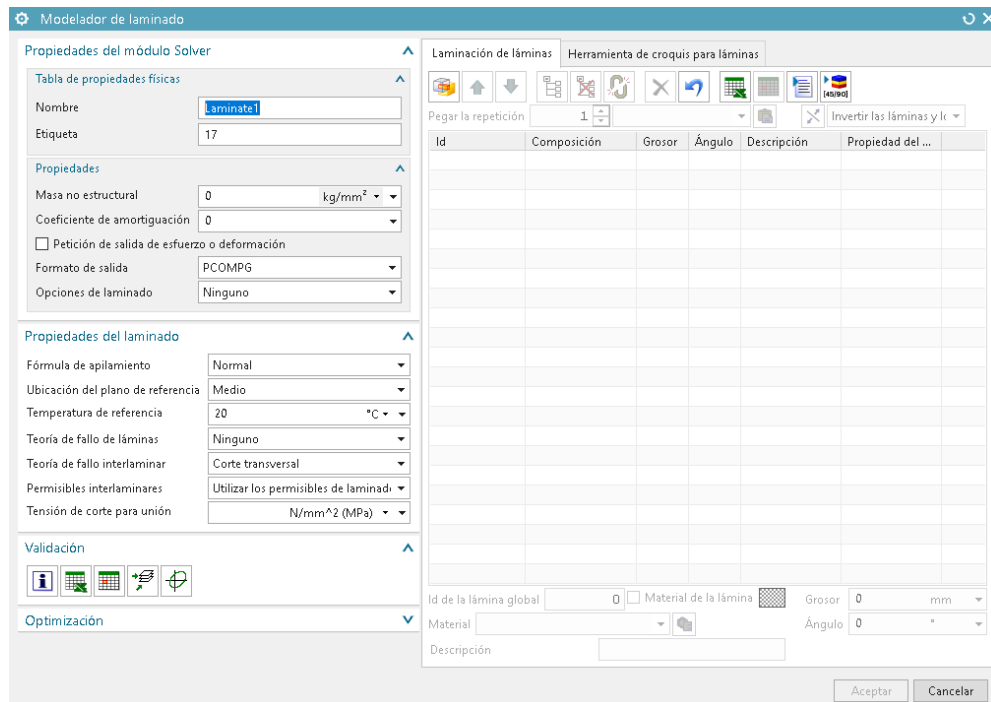 Modelador de laminado
Propiedades del módulo Solver
Tabla de propiedades físicas
Nombre Laminate1
Etiqueta 17
Propiedades
Masa no estructural 0 kg/mm²
Coeficiente de amortiguación 0
Petición de salida de esfuerzo o deformación
Formato de salida PCOMPG
Opciones de laminado Ninguno
Propiedades del laminado
Fórmula de apilamiento Normal
Ubicación del plano de referencia Medio
Temperatura de referencia 20 °C
Teoría de fallo de láminas Ninguno
Teoría de fallo interlaminar Corte transversal
Permisibles interlaminares Utilizar los permisibles de laminad
Tensión de corte para unión N/mm^2 (MPa)
Validación
Optimización
Laminación de láminas Herramienta de croquis para láminas
[45/90]
Pegar la repetición 1 Invertir las láminas y lc
Id Composición Grosor Ángulo Descripción Propiedad del ...
Id de la lámina global 0 Material de la lámina Grosor 0 mm
Material Ángulo 0 °
Descripción
Aceptar Cancelar